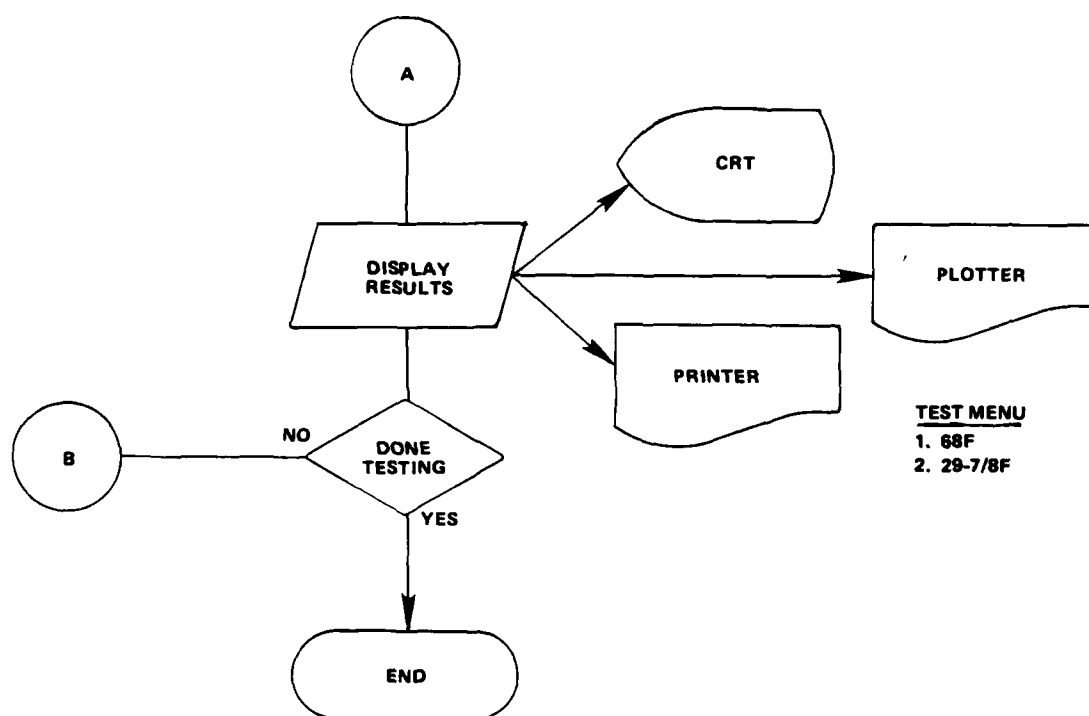 A
CRT
DISPLAY
RESULTS
PLOTTER
PRINTER
TEST MENU
1. 68F
2. 29-7/8F
B
NO
DONE
TESTING
YES
END